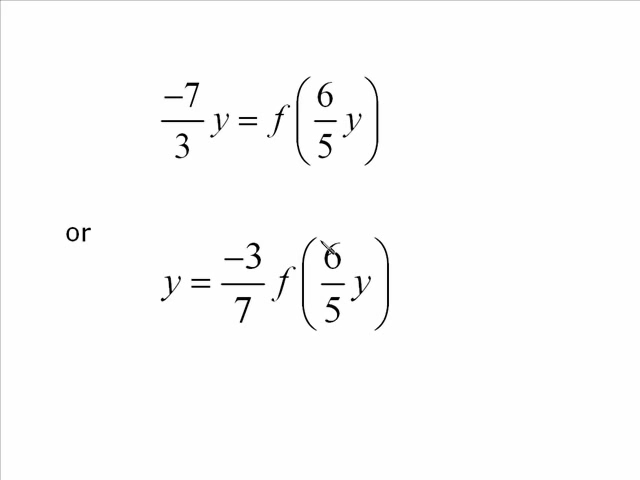 -7/3 y = f(6/5 y)
or
y = -3/7 f(6/5 y)